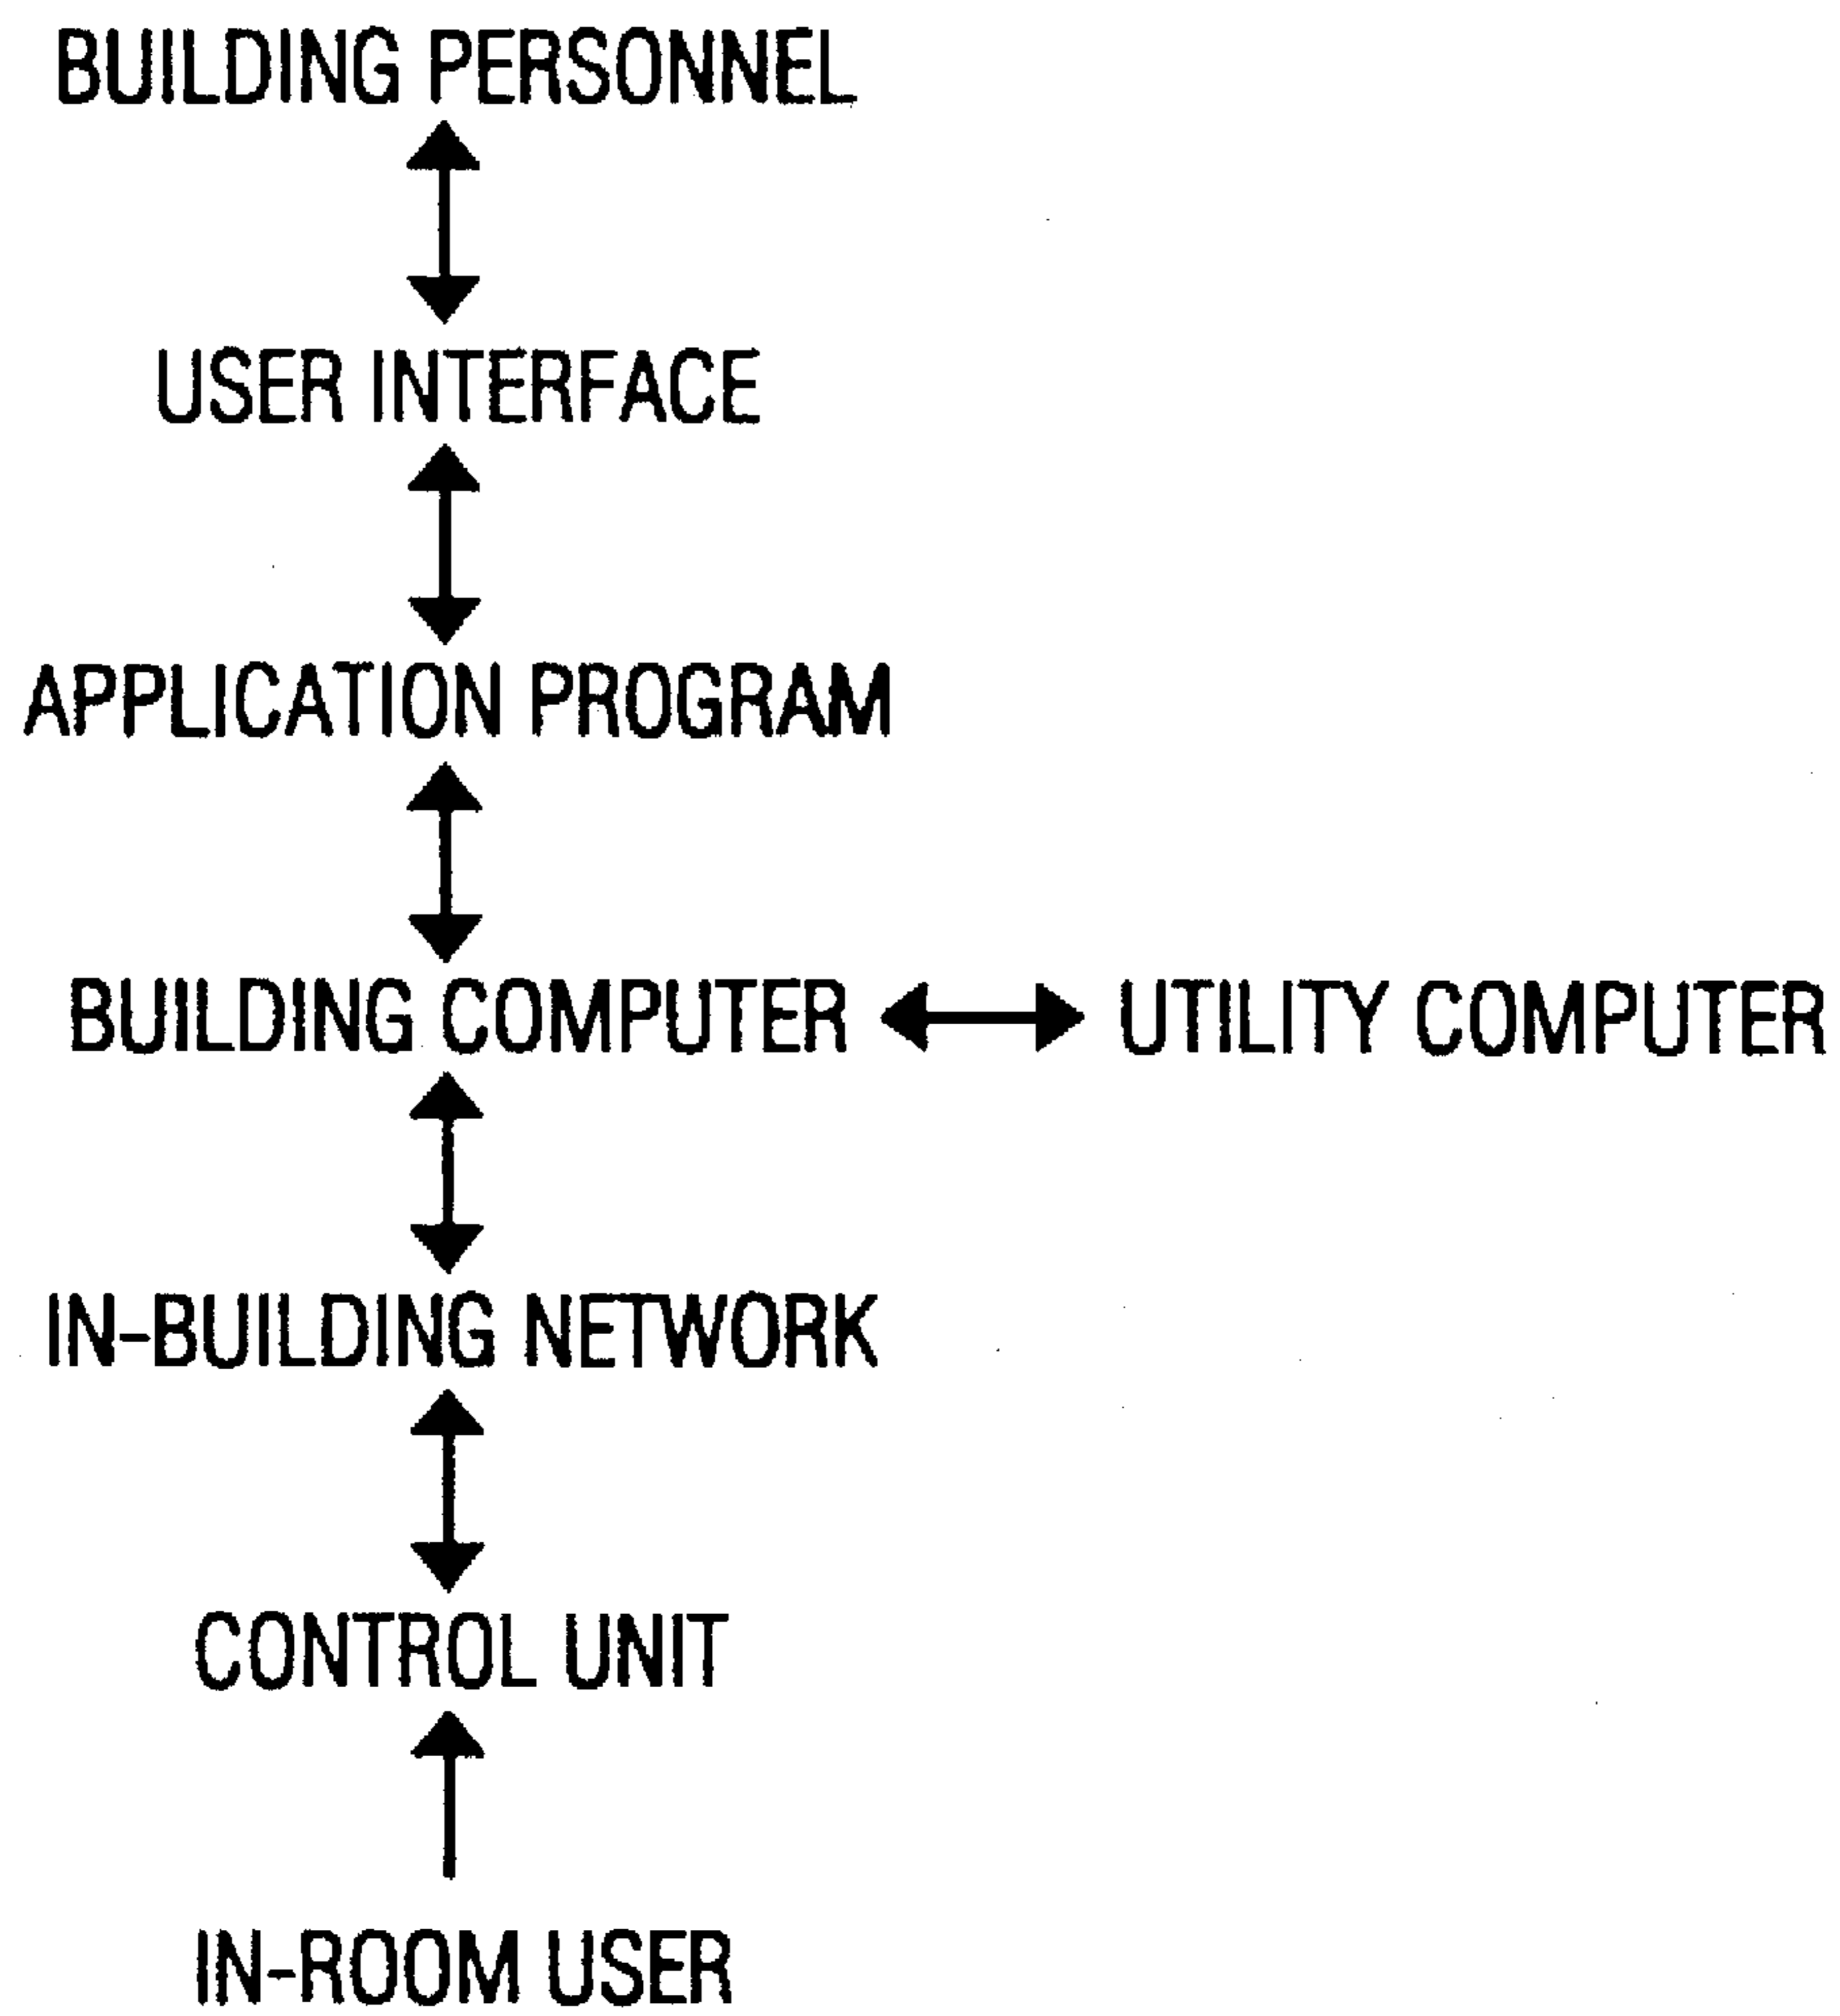 BUILDING PERSONNEL
USER INTERFACE
APPLICATION PROGRAM
BUILDING COMPUTER
UTILITY COMPUTER
IN-BUILDING NETWORK
CONTROL UNIT
IN-ROOM USER